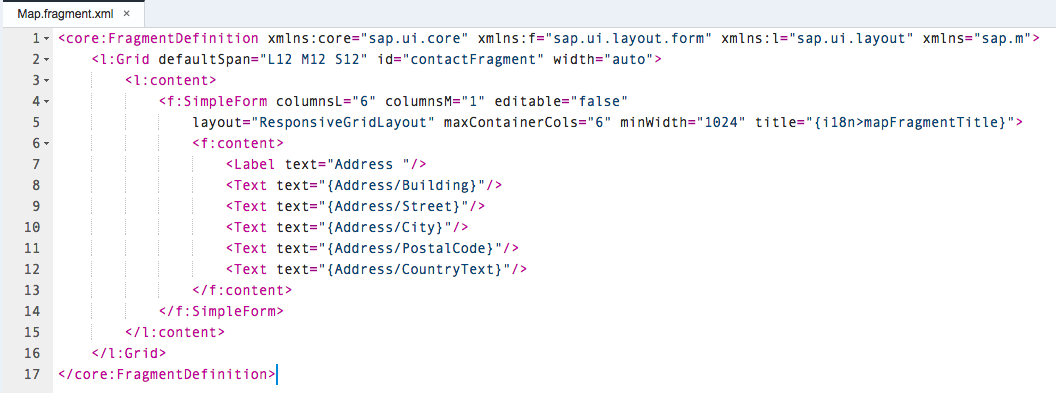 Map.fragment.xml ×
1 <core:FragmentDefinition xmlns:core="sap.ui.core" xmlns:f="sap.ui.layout.form" xmlns:l="sap.ui.layout" xmlns="sap.m">
2 <l:Grid defaultSpan="L12 M12 S12" id="contactFragment" width="auto">
3 <l:content>
4 <f:SimpleForm columnsL="6" columnsM="1" editable="false"
5 layout="ResponsiveGridLayout" maxContainerCols="6" minWidth="1024" title="{i18n>mapFragmentTitle}">
6 <f:content>
7 <Label text="Address "/>
8 <Text text="{Address/Building}"/>
9 <Text text="{Address/Street}"/>
10 <Text text="{Address/City}"/>
11 <Text text="{Address/PostalCode}"/>
12 <Text text="{Address/CountryText}"/>
13 </f:content>
14 </f:SimpleForm>
15 </l:content>
16 </l:Grid>
17 </core:FragmentDefinition>